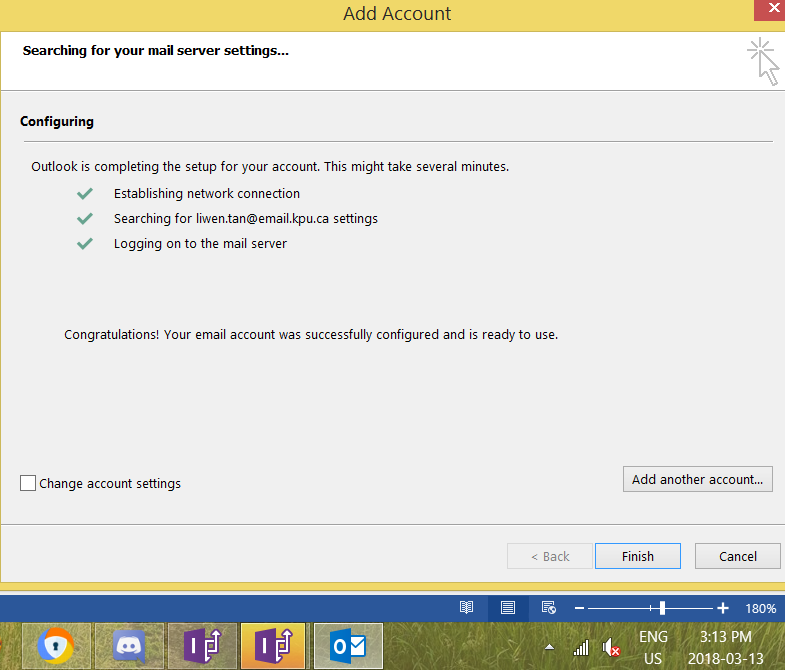 Add Account
Searching for your mail server settings...
Configuring
Outlook is completing the setup for your account. This might take several minutes.
Establishing network connection
Searching for liwen.tan@email.kpu.ca settings
Logging on to the mail server
Congratulations! Your email account was successfully configured and is ready to use.
Change account settings
Add another account...
< Back
Finish
Cancel
180%
ENG
US
3:13 PM
2018-03-13